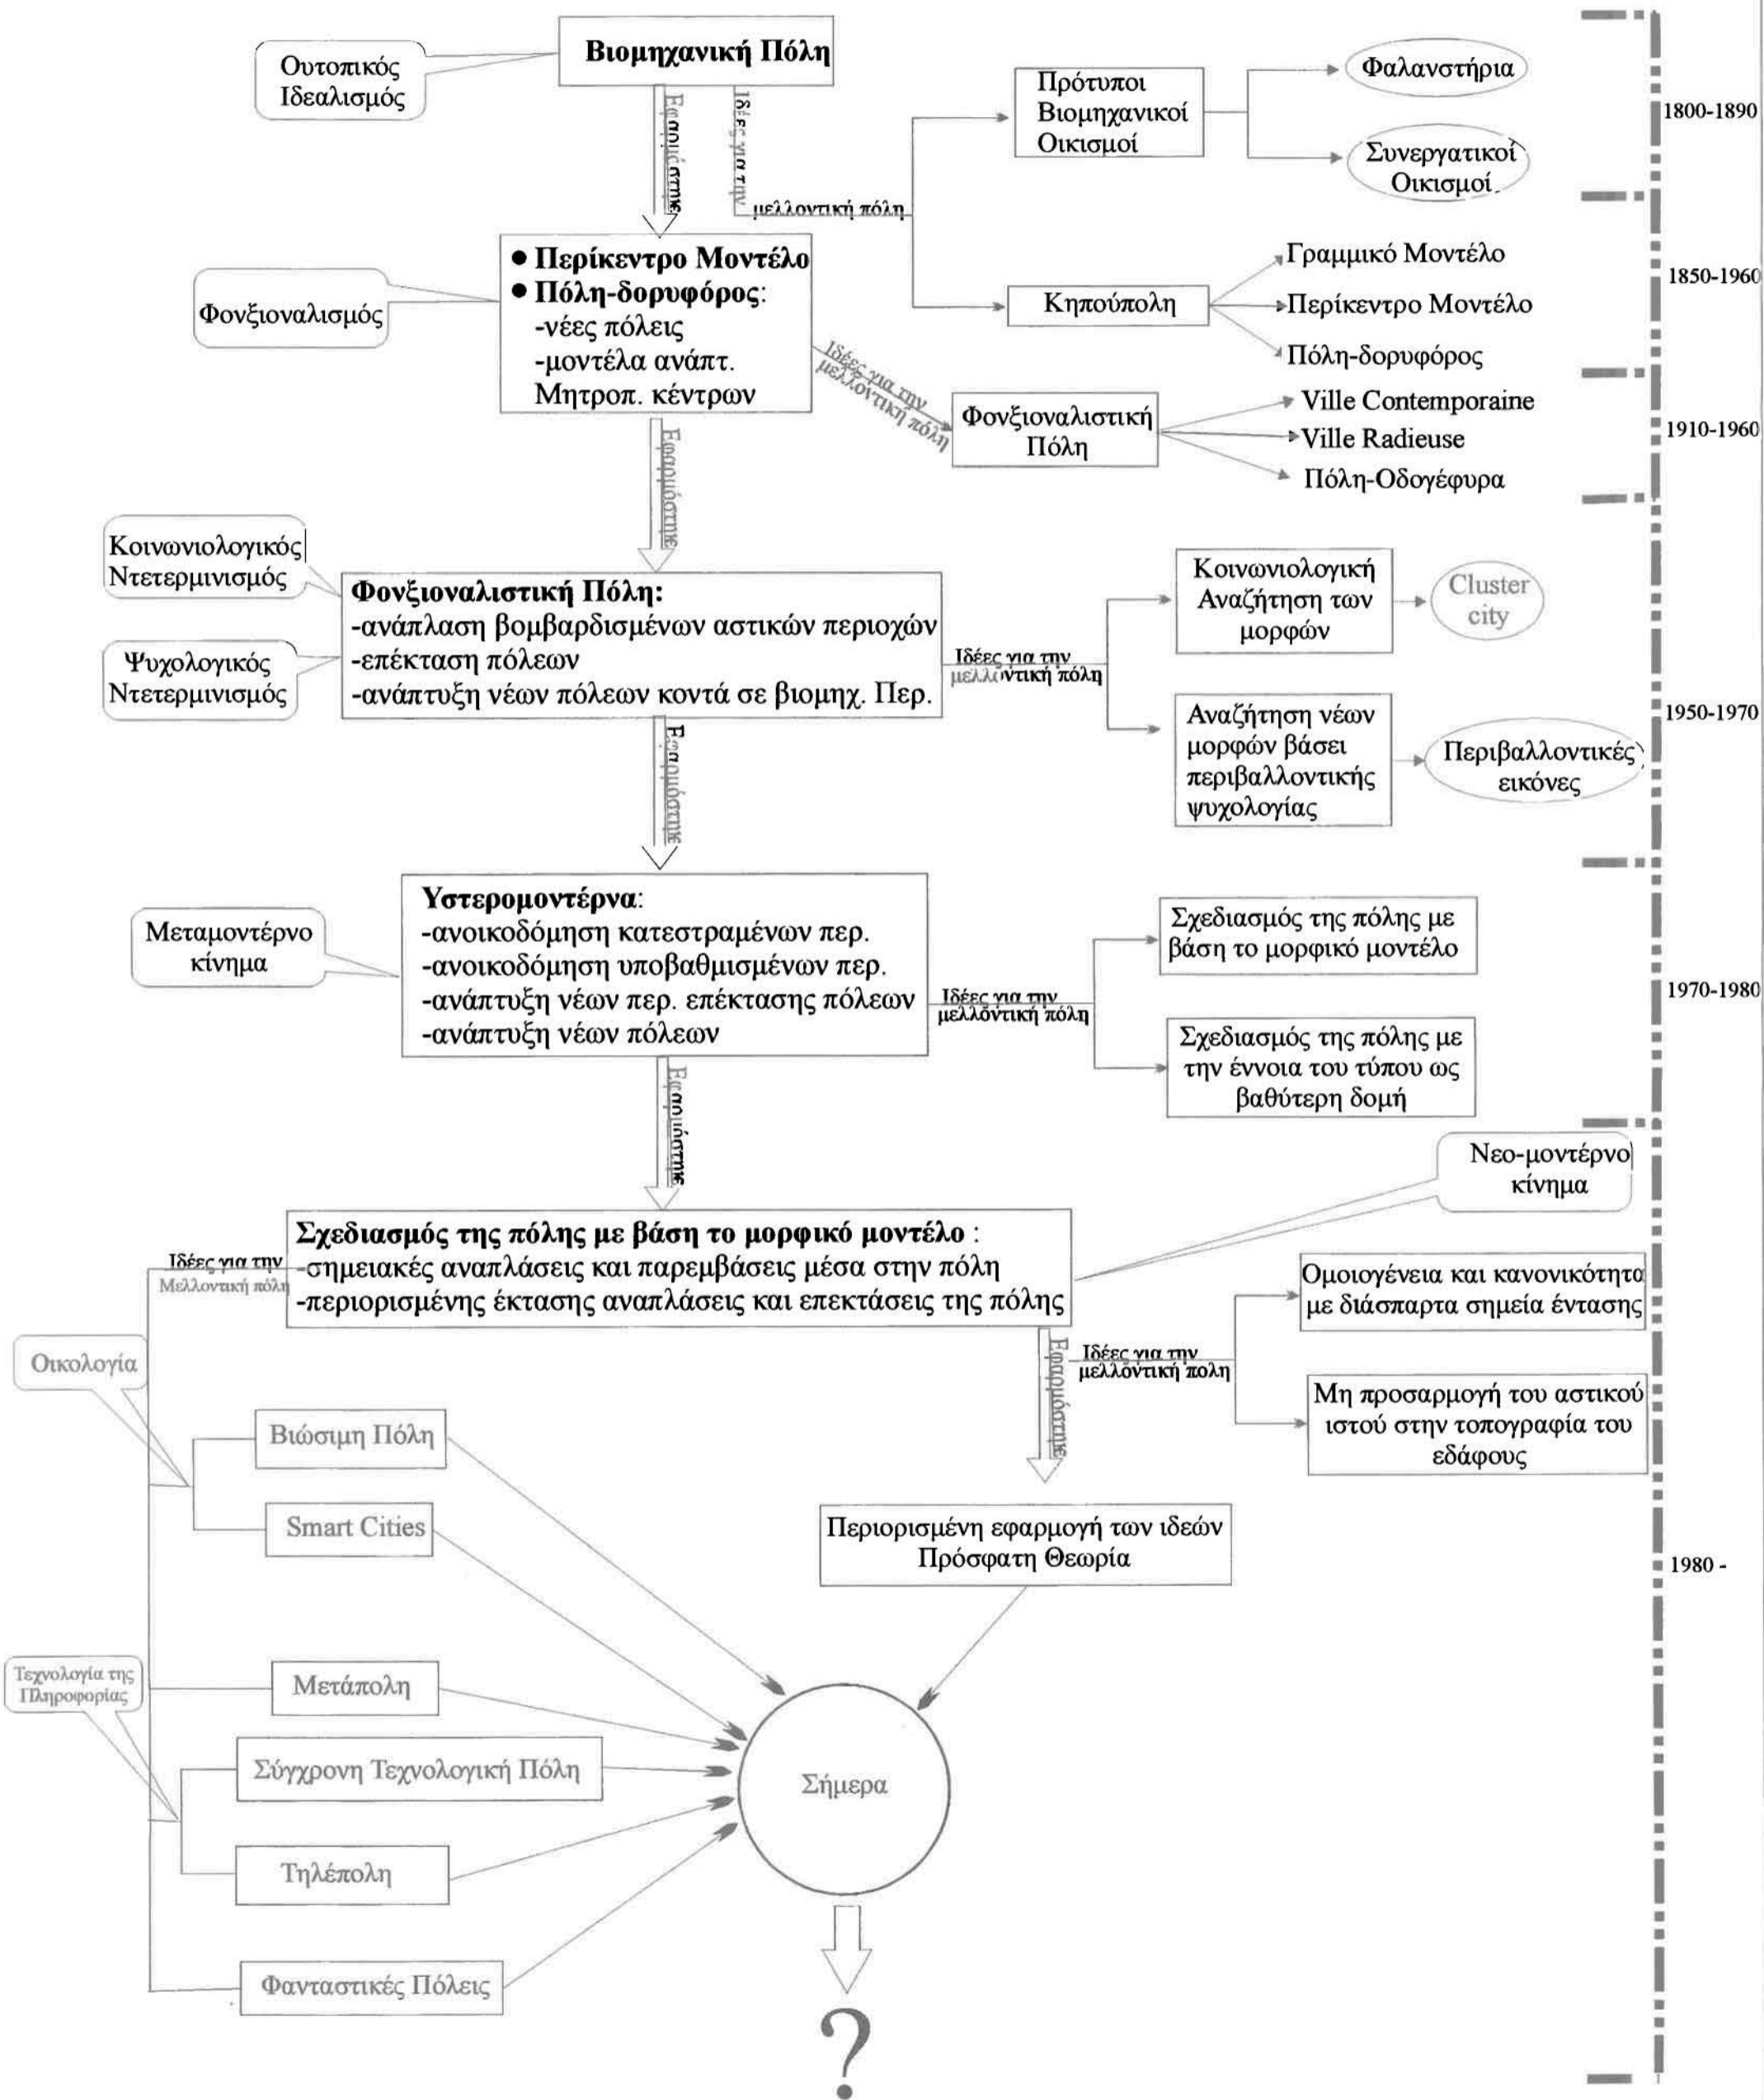 Βιομηχανική Πόλη
Ουτοπικός
Ιδεαλισμός
Εφαρμόστηκε
Ιδέες για την
μελλοντική πόλη
Πρότυποι
Βιομηχανικοί
Οικισμοί
Φαλανστήρια
Συνεργατικοί
Οικισμοί
1800-1890
Φονξιοναλισμός
● Περίκεντρο Μοντέλο
● Πόλη-δορυφόρος:
-νέες πόλεις
-μοντέλα ανάπτ.
Μητροπ. κέντρων
Κηπούπολη
Γραμμικό Μοντέλο
Περίκεντρο Μοντέλο
Πόλη-δορυφόρος
1850-1960
Ιδέες για την
μελλοντική πόλη
Φονξιοναλιστική
Πόλη
Ville Contemporaine
Ville Radieuse
Πόλη-Οδογέφυρα
1910-1960
Εφαρμόστηκε
Κοινωνιολογικός
Ντετερμινισμός
Ψυχολογικός
Ντετερμινισμός
Φονξιοναλιστική Πόλη:
-ανάπλαση βομβαρδισμένων αστικών περιοχών
-επέκταση πόλεων
-ανάπτυξη νέων πόλεων κοντά σε βιομηχ. Περ.
Ιδέες για την
μελλοντική πόλη
Κοινωνιολογική
Αναζήτηση των
μορφών
Cluster
city
Αναζήτηση νέων
μορφών βάσει
περιβαλλοντικής
ψυχολογίας
Περιβαλλοντικές
εικόνες
1950-1970
Εφαρμόστηκε
Μεταμοντέρνο
κίνημα
Υστερομοντέρνα:
-ανοικοδόμηση κατεστραμένων περ.
-ανοικοδόμηση υποβαθμισμένων περ.
-ανάπτυξη νέων περ. επέκτασης πόλεων
-ανάπτυξη νέων πόλεων
Ιδέες για την
μελλοντική πόλη
Σχεδιασμός της πόλης με
βάση το μορφικό μοντέλο
Σχεδιασμός της πόλης με
την έννοια του τύπου ως
βαθύτερη δομή
1970-1980
Εφαρμόστηκε
Νεο-μοντέρνο
κίνημα
Σχεδιασμός της πόλης με βάση το μορφικό μοντέλο :
-σημειακές αναπλάσεις και παρεμβάσεις μέσα στην πόλη
-περιορισμένης έκτασης αναπλάσεις και επεκτάσεις της πόλης
Ιδέες για την
Μελλοντική πόλη
Εφαρμόστηκε
Ιδέες για την
μελλοντική πολη
Ομοιογένεια και κανονικότητα
με διάσπαρτα σημεία έντασης
Μη προσαρμογή του αστικού
ιστού στην τοπογραφία του
εδάφους
Οικολογία
Βιώσιμη Πόλη
Smart Cities
Περιορισμένη εφαρμογή των ιδεών
Πρόσφατη Θεωρία
1980 -
Τεχνολογία της
Πληροφορίας
Μετάπολη
Σύγχρονη Τεχνολογική Πόλη
Τηλέπολη
Φανταστικές Πόλεις
Σήμερα
?